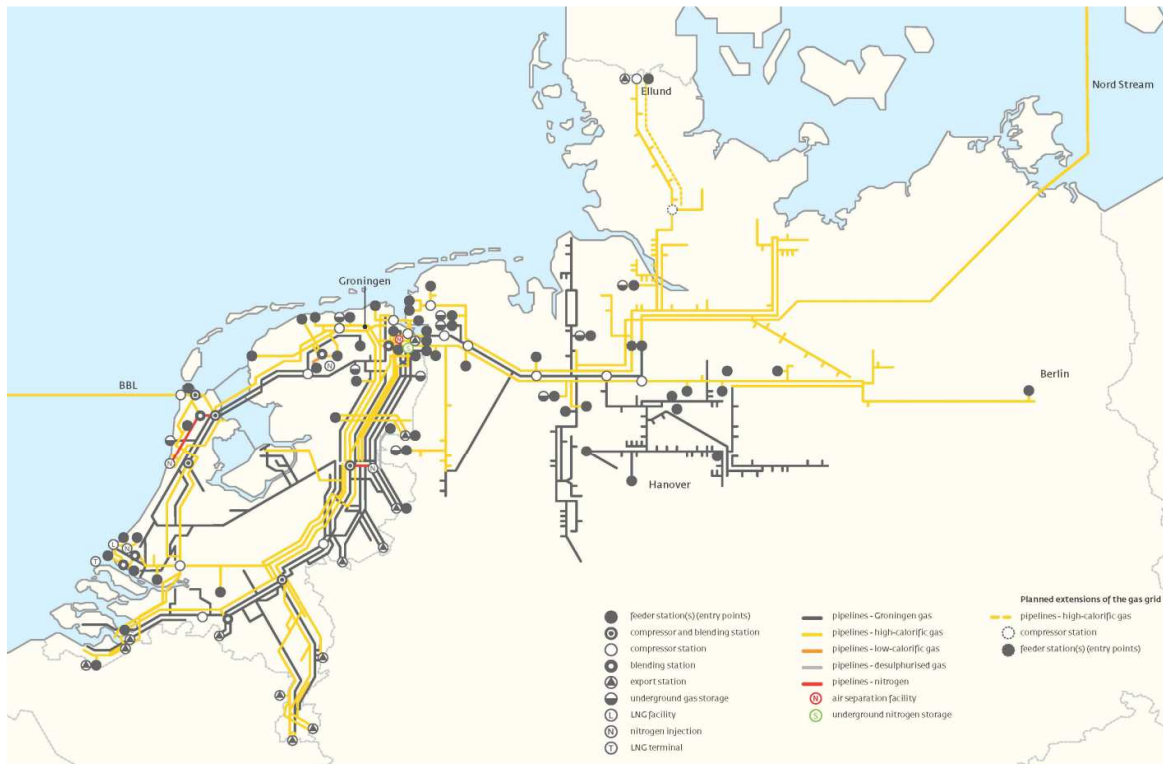 Ellund
Nord Stream
Groningen
BBL
Berlin
Hanover
N
S
N
N
N
L
N
T
feeder station(s) (entry points)
compressor and blending station
compressor station
blending station
export station
underground gas storage
L LNG facility
N nitrogen injection
T LNG terminal
pipelines - Groningen gas
pipelines - high-calorific gas
pipelines - low-calorific gas
pipelines - desulphurised gas
pipelines - nitrogen
N air separation facility
S underground nitrogen storage
Planned extensions of the gas grid
pipelines - high-calorific gas
compressor station
feeder station(s) (entry points)